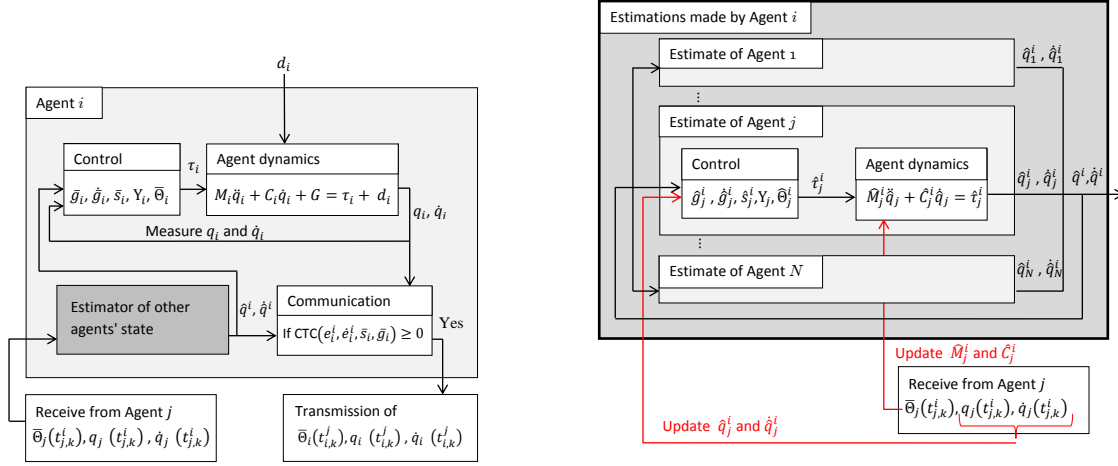 d_i
Agent i
Control
ḡ_i, ġ̄_i, s̄_i, Y_i, Θ̄_i
τ_i
Agent dynamics
M_i q̈_i + C_i q̇_i + G = τ_i + d_i
q_i, q̇_i
Measure q_i and q̇_i
Estimator of other
agents' state
q̂^i, q̂̇^i
Communication
If CTC(e_i^i, ė_i^i, s̄_i, ḡ_i) ≥ 0
Yes
Receive from Agent j
Θ̄_j(t_{j,k}^i), q_j (t_{j,k}^i) , q̇_j (t_{j,k}^i)
Transmission of
Θ̄_i(t_{i,k}^j), q_i (t_{i,k}^j) , q̇_i (t_{i,k}^j)
Estimations made by Agent i
Estimate of Agent 1
q̂_1^i , q̂̇_1^i
⋮
Estimate of Agent j
Control
ĝ_j^i , ĝ̇_j^i, ŝ_j^i, Y_j, Θ̂_j^i
τ̂_j^i
Agent dynamics
M̂_j^i q̂̈_j + Ĉ_j^i q̂̇_j = τ̂_j^i
q̂_j^i , q̂̇_j^i
q̂^i, q̂̇^i
⋮
Estimate of Agent N
q̂_N^i , q̂̇_N^i
Update M̂_j^i and Ĉ_j^i
Receive from Agent j
Θ̄_j(t_{j,k}^i), q_j(t_{j,k}^i), q̇_j(t_{j,k}^i)
Update q̂_j^i and q̂̇_j^i